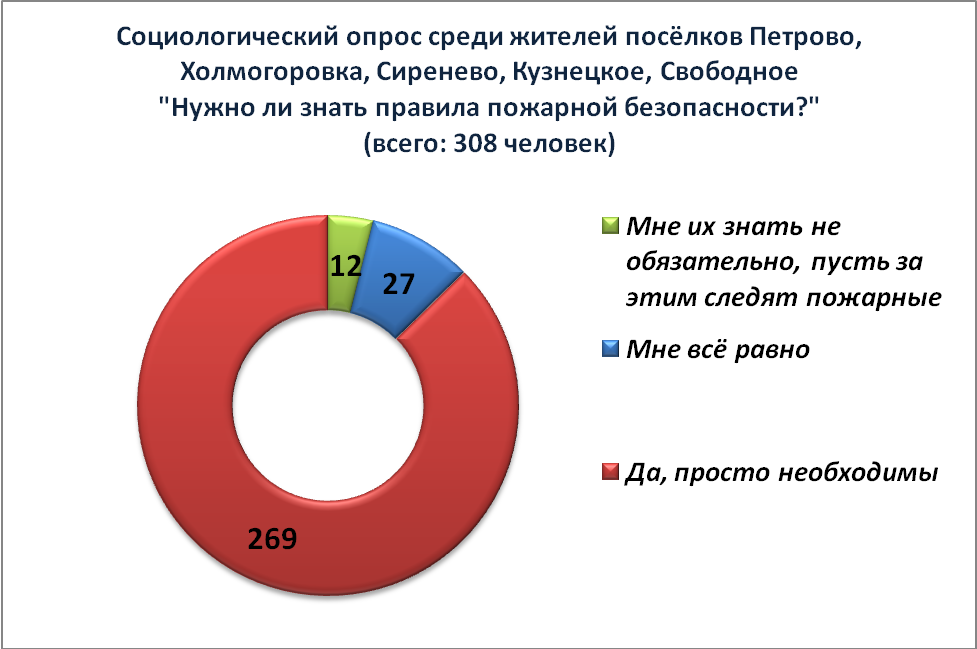 Социологический опрос среди жителей посёлков Петрово,
Холмогоровка, Сиренево, Кузнецкое, Свободное
"Нужно ли знать правила пожарной безопасности?"
(всего: 308 человек)
12
27
269
Мне их знать не
обязательно, пусть за
этим следят пожарные
Мне всё равно
Да, просто необходимы